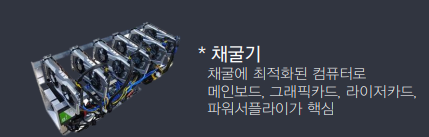 * 채굴기
채굴에 최적화된 컴퓨터로
메인보드, 그래픽카드, 라이저카드,
파워서플라이가 핵심